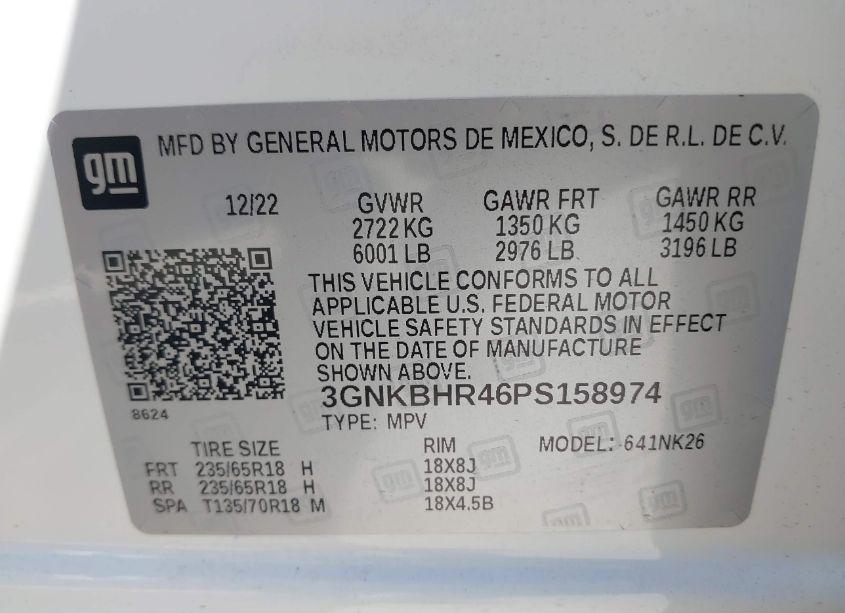 gm
MFD BY GENERAL MOTORS DE MEXICO, S. DE R.L. DE C.V.
12/22 GVWR GAWR FRT GAWR RR
2722 KG 1350 KG 1450 KG
6001 LB 2976 LB 3196 LB
THIS VEHICLE CONFORMS TO ALL
APPLICABLE U.S. FEDERAL MOTOR
VEHICLE SAFETY STANDARDS IN EFFECT
ON THE DATE OF MANUFACTURE
SHOWN ABOVE.
3GNKBHR46PS158974
8624
TYPE: MPV
TIRE SIZE RIM MODEL: 641NK26
FRT 235/65R18 H 18X8J
RR 235/65R18 H 18X8J
SPA T135/70R18 M 18X4.5B